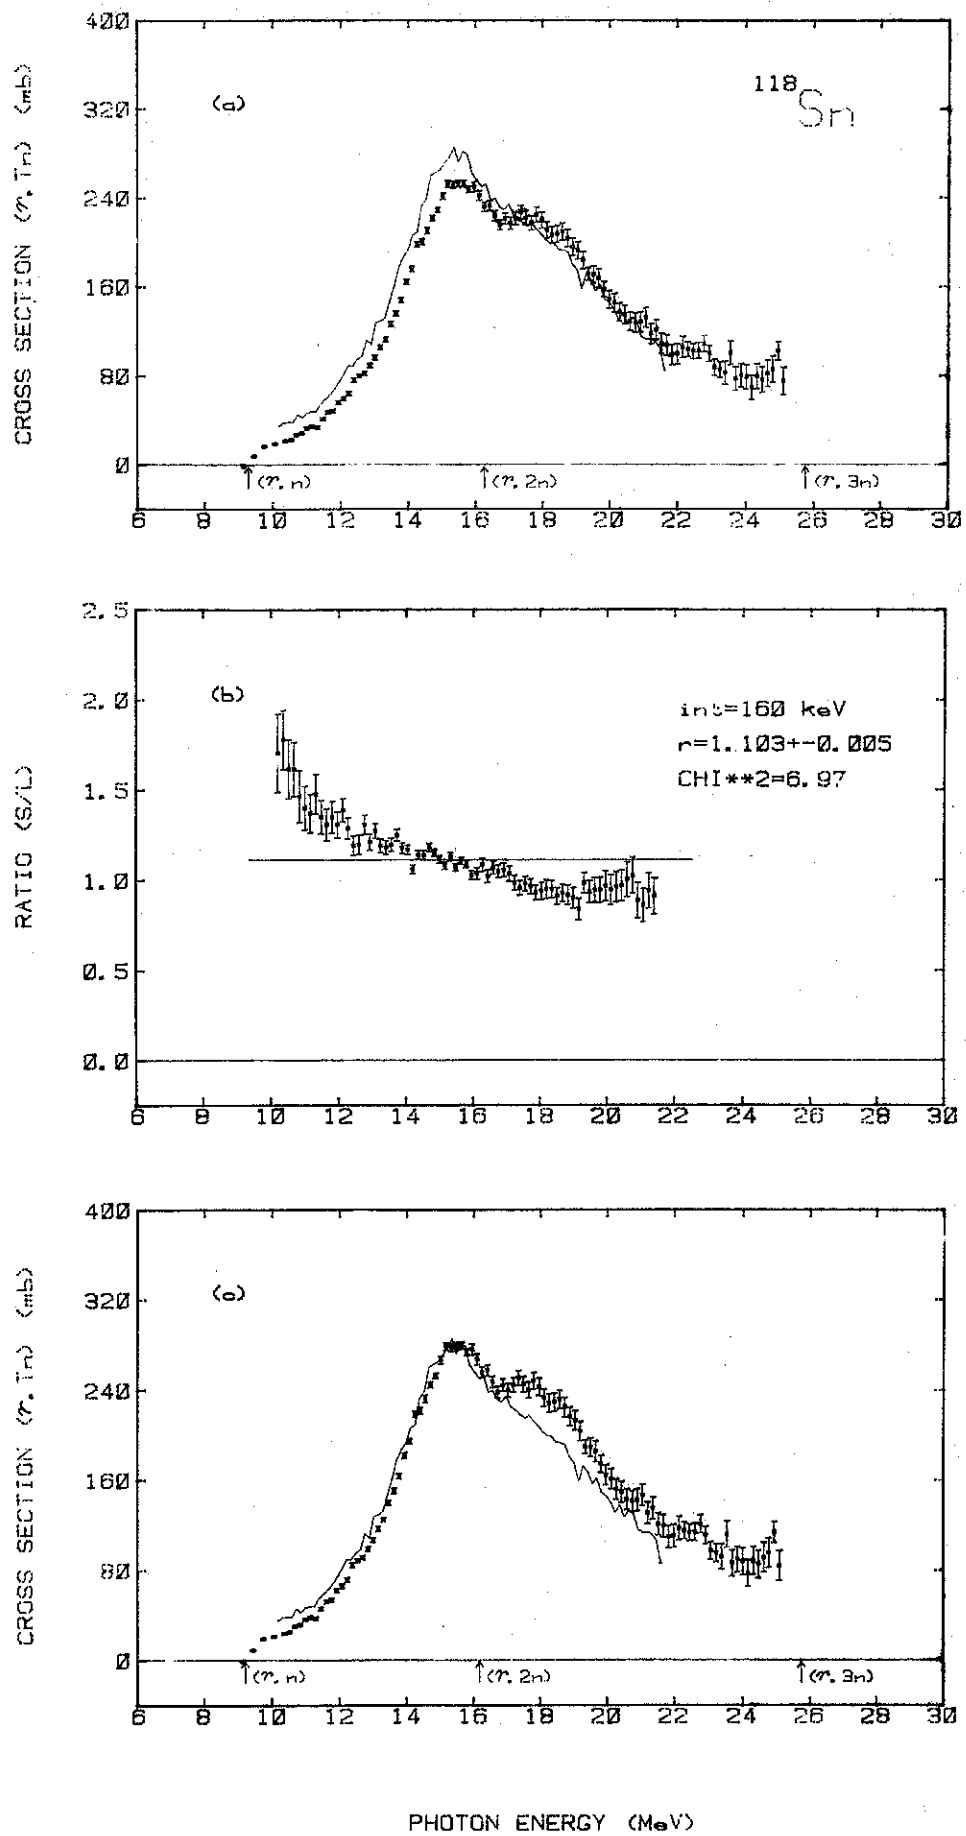 400
320
240
160
80
0
CROSS SECTION (γ,Tn) (mb)
(a)
118Sn
(γ,n)
(γ,2n)
(γ,3n)
6 8 10 12 14 16 18 20 22 24 26 28 30
2.5
2.0
1.5
1.0
0.5
0.0
RATIO (S/L)
(b)
int=160 keV
r=1.103+-0.005
CHI**2=6.97
6 8 10 12 14 16 18 20 22 24 26 28 30
400
320
240
160
80
0
CROSS SECTION (γ,Tn) (mb)
(c)
(γ,n)
(γ,2n)
(γ,3n)
6 8 10 12 14 16 18 20 22 24 26 28 30
PHOTON ENERGY (MeV)